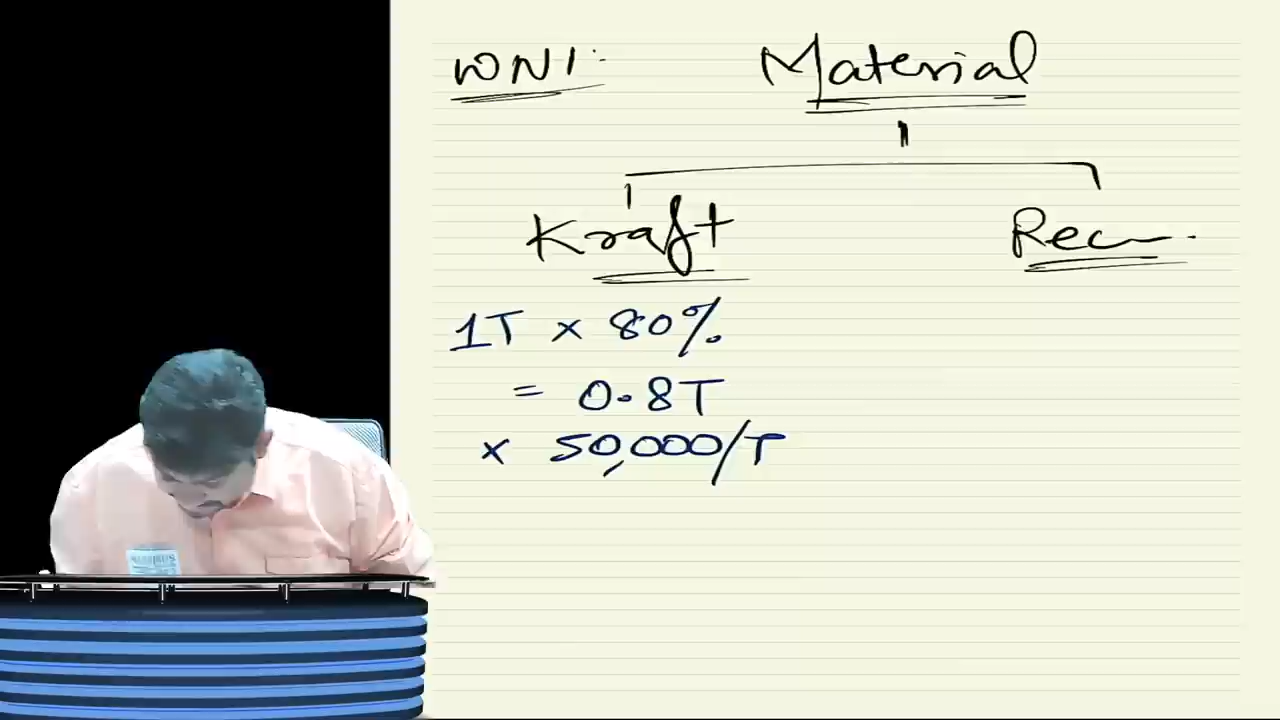 WN1: Material
Kraft Rec.
1T x 80%
= 0.8T
x 50,000/T